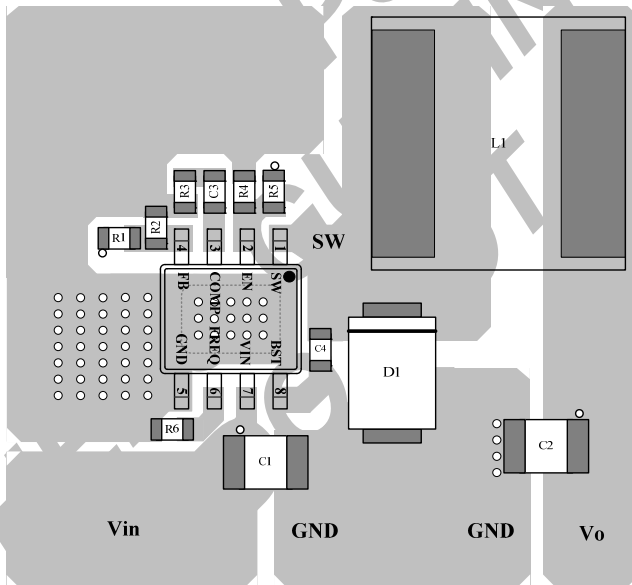 L1
R3 C3 R4 R5
R2
R1
SW
4 3 2 1
FB COMP EN SW
GND FREQ VIN BST
5 6 7 8
C4
D1
R6
C1
C2
Vin
GND
GND
Vo